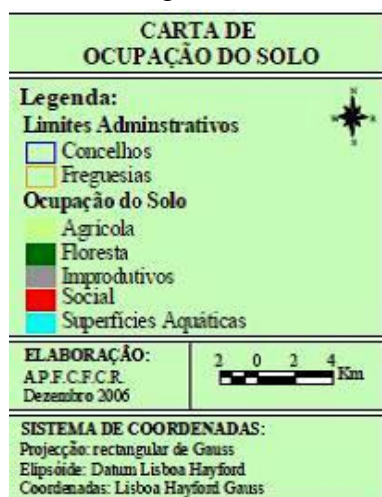 CARTA DE
OCUPAÇÃO DO SOLO
Legenda:
Limites Adminstrativos
Concelhos
Freguesias
Ocupação do Solo
Agrícola
Floresta
Improdutivos
Social
Superfícies Aquáticas
N
S
ELABORAÇÃO:
A.P.F.C.F.C.R.
Dezembro 2006
2 0 2 4
Km
SISTEMA DE COORDENADAS:
Projecção: rectangular de
Gauss
Elipsóide: Datum Lisboa
Hayford
Coordenadas: Lisboa Hayford Gauss